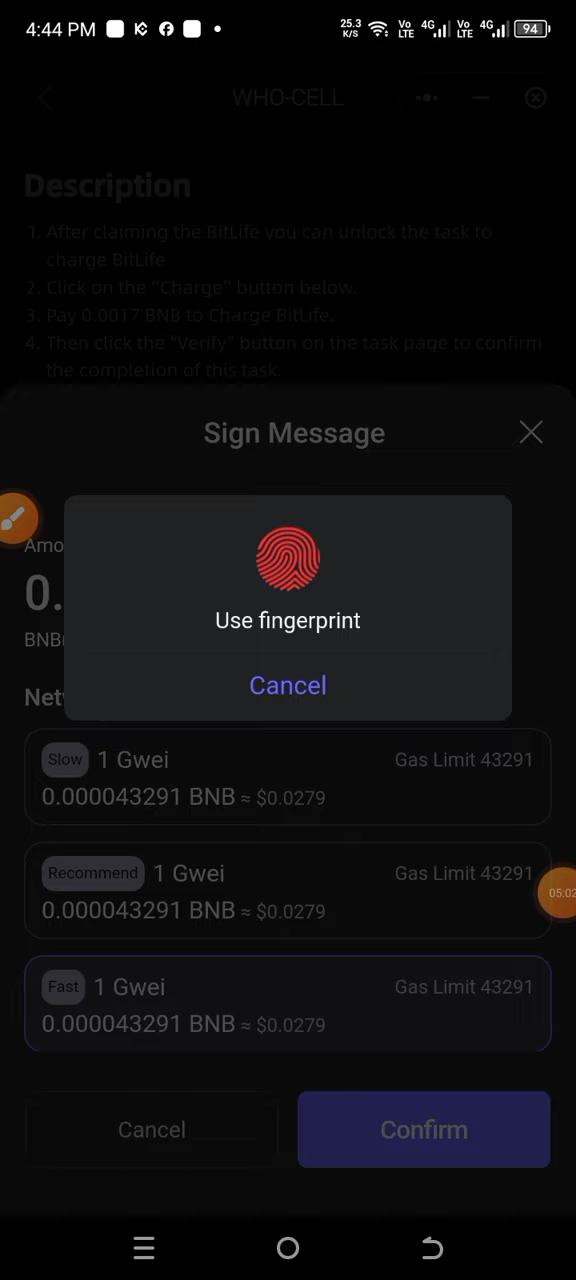 4:44 PM
25.3 K/S Vo LTE 4G Vo LTE 4G 94
WHO-CELL
Description
1. After claiming the BitLife you can unlock the task to
charge BitLife
2. Click on the "Charge" button below.
3. Pay 0.0017 BNB to Charge BitLife.
4. Then click the "Verify" button on the task page to confirm
the completion of this task.
Sign Message
Amo
0.
BNB
Use fingerprint
Cancel
Net
Slow 1 Gwei Gas Limit 43291
0.000043291 BNB ≈ $0.0279
Recommend 1 Gwei Gas Limit 43291
0.000043291 BNB ≈ $0.0279
05:02
Fast 1 Gwei Gas Limit 43291
0.000043291 BNB ≈ $0.0279
Cancel Confirm